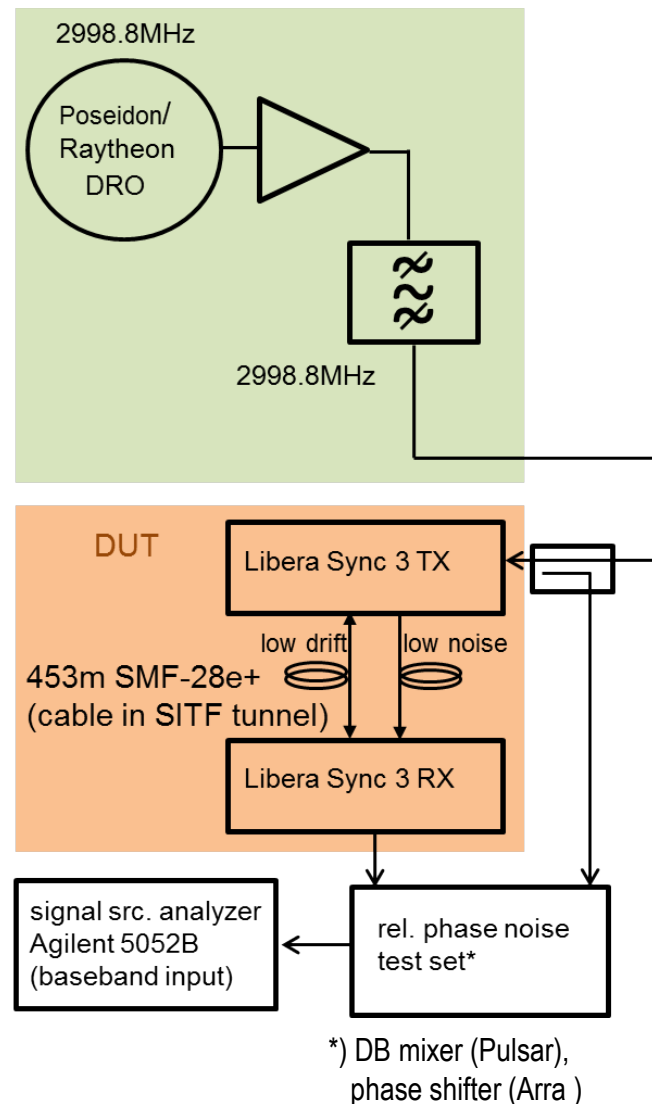 2998.8MHz
Poseidon/
Raytheon
DRO
2998.8MHz
DUT
Libera Sync 3 TX
low drift
low noise
453m SMF-28e+
(cable in SITF tunnel)
Libera Sync 3 RX
signal src. analyzer
Agilent 5052B
(baseband input)
rel. phase noise
test set*
*) DB mixer (Pulsar),
phase shifter (Arra )